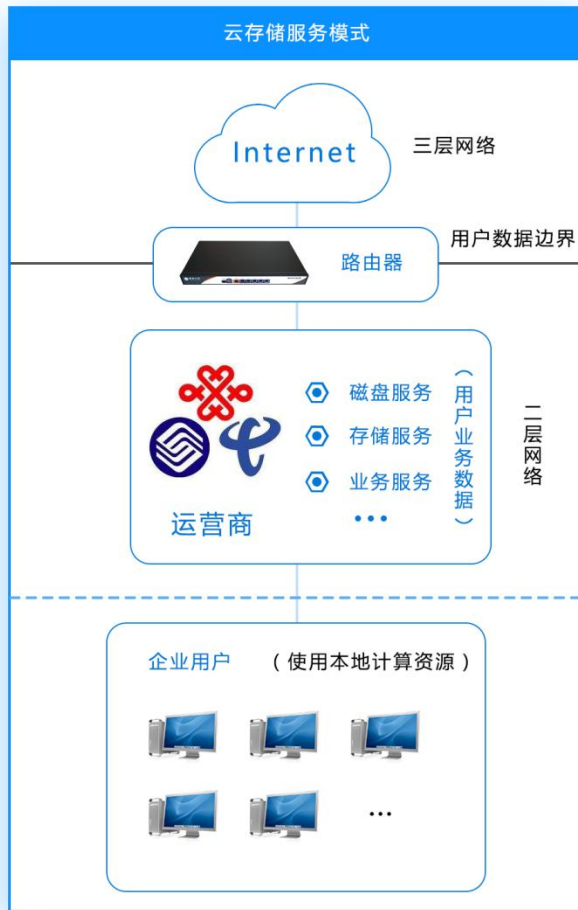 云存储服务模式
Internet
三层网络
用户数据边界
路由器
磁盘服务
存储服务
业务服务
•••
（用户业务数据）
运营商
二层网络
企业用户
（使用本地计算资源）
•••